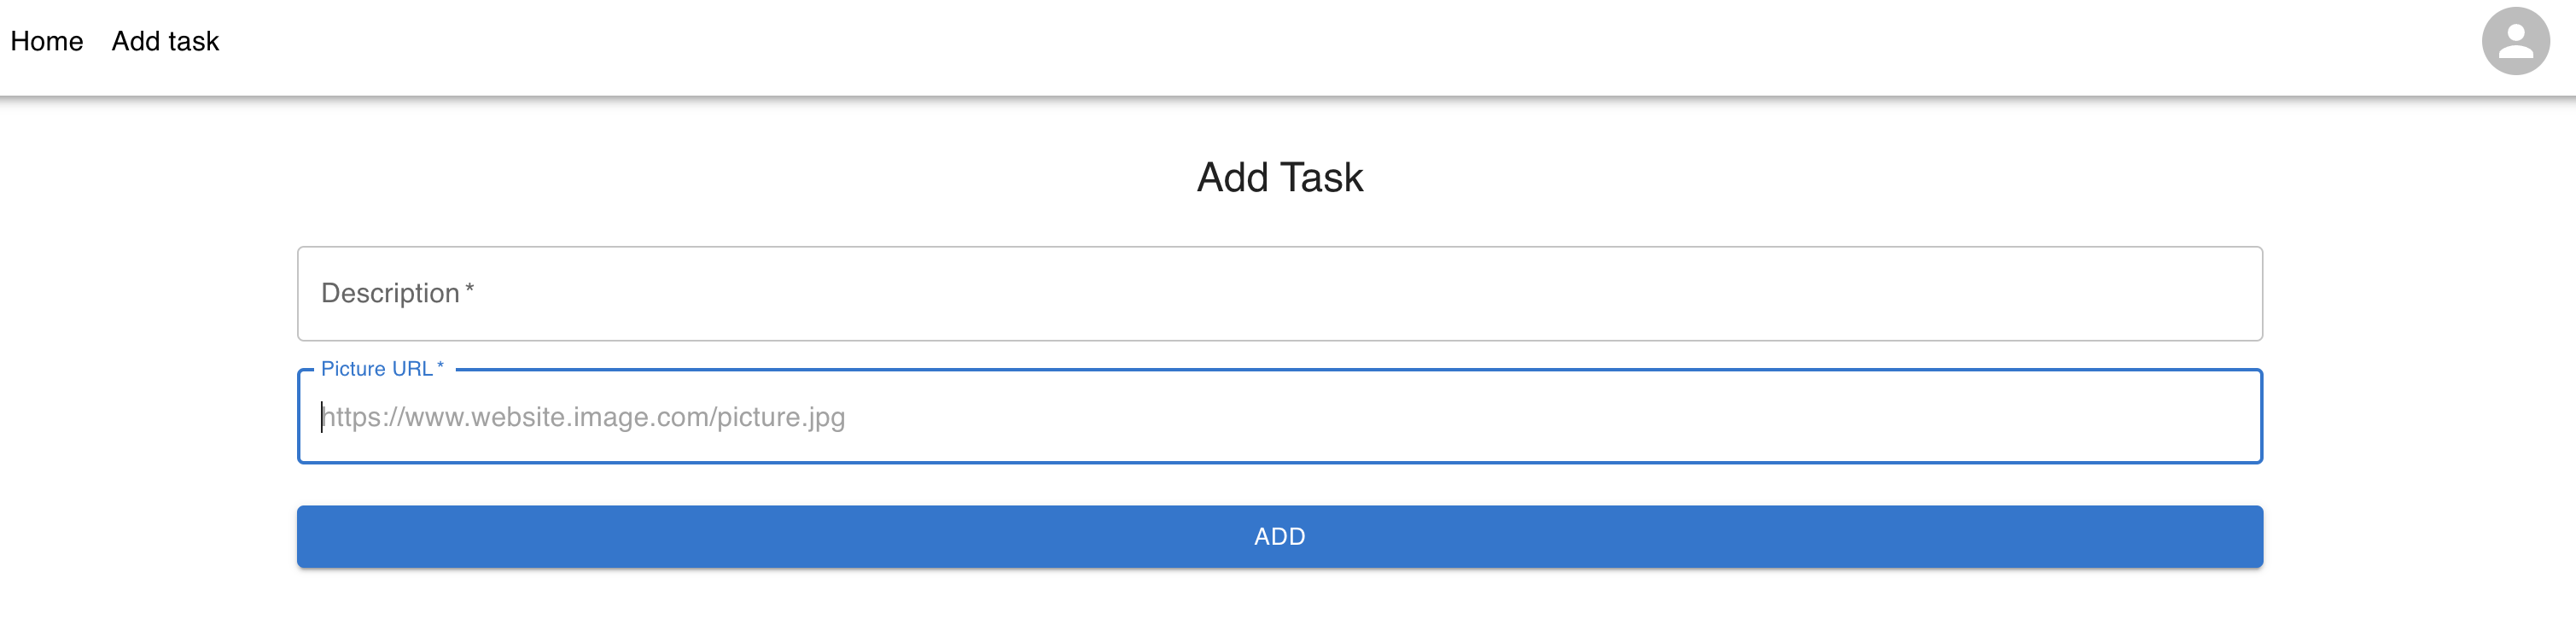 Home Add task
Add Task
Description *
Picture URL *
https://www.website.image.com/picture.jpg
ADD